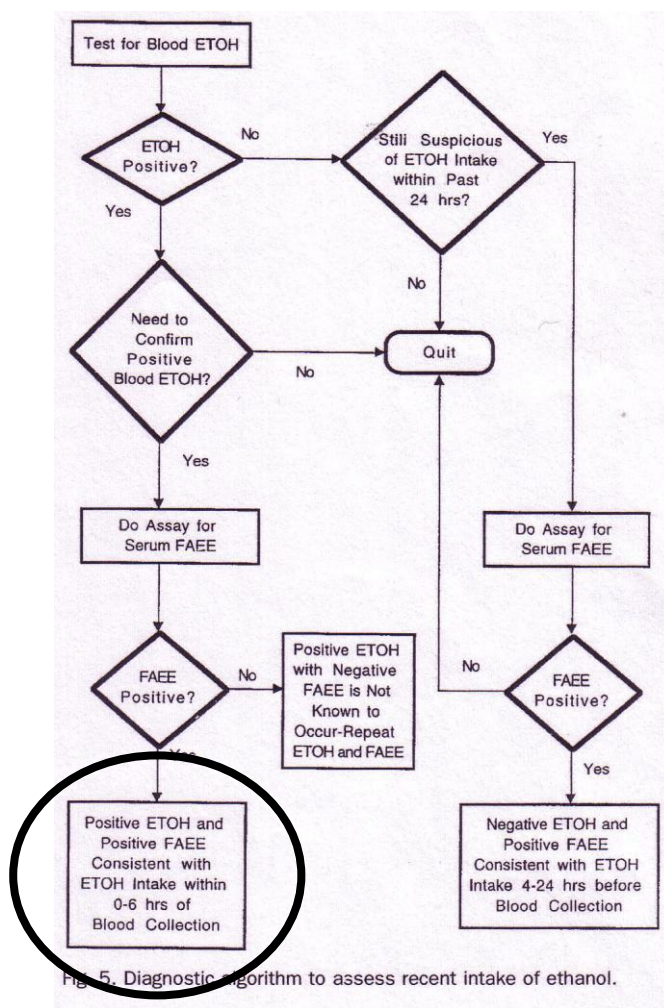 Test for Blood ETOH
ETOH
Positive?
No
Still Suspicious
of ETOH Intake
within Past
24 hrs?
Yes
Yes
No
Need to
Confirm
Positive
Blood ETOH?
No
Quit
Yes
Do Assay for
Serum FAEE
Do Assay for
Serum FAEE
FAEE
Positive?
No
Positive ETOH
with Negative
FAEE is Not
Known to
Occur-Repeat
ETOH and FAEE
No
FAEE
Positive?
Yes
Yes
Positive ETOH and
Positive FAEE
Consistent with
ETOH Intake within
0-6 hrs of
Blood Collection
Negative ETOH and
Positive FAEE
Consistent with ETOH
Intake 4-24 hrs before
Blood Collection
Fig. 5. Diagnostic algorithm to assess recent intake of ethanol.